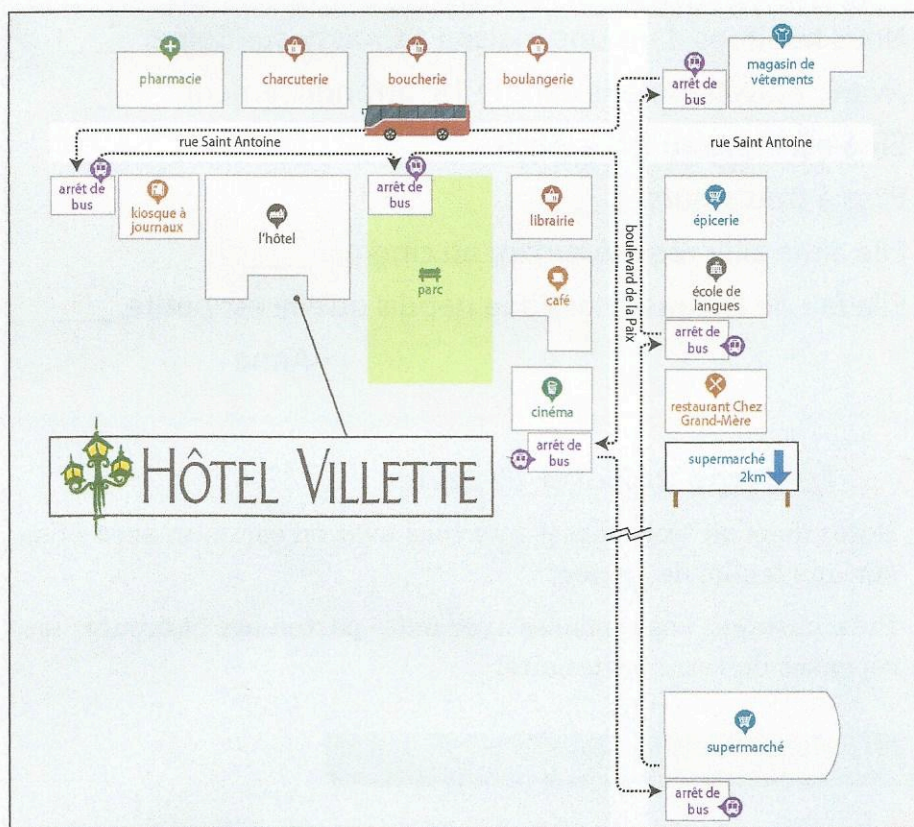 pharmacie
charcuterie
boucherie
boulangerie
arrêt de
bus
magasin de
vêtements
rue Saint Antoine
rue Saint Antoine
arrêt de
bus
kiosque à
journaux
l'hôtel
arrêt de
bus
parc
librairie
café
cinéma
arrêt de
bus
boulevard de la Paix
épicerie
école de
langues
arrêt de
bus
restaurant Chez
Grand-Mère
supermarché
2km
HÔTEL VILLETTE
supermarché
arrêt de
bus